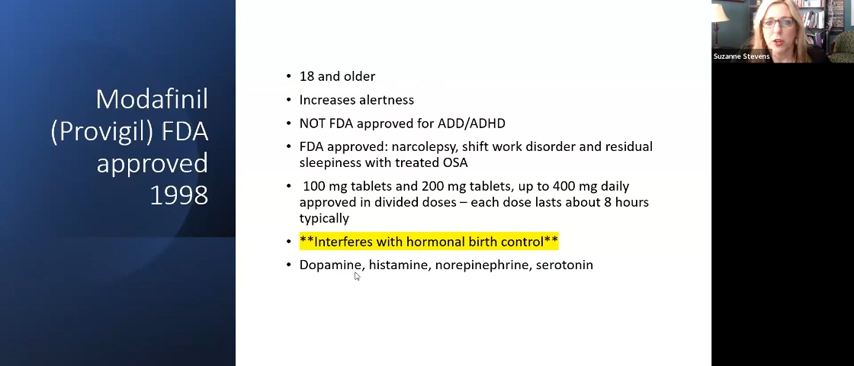 Modafinil
(Provigil) FDA
approved
1998
• 18 and older
• Increases alertness
• NOT FDA approved for ADD/ADHD
• FDA approved: narcolepsy, shift work disorder and residual
sleepiness with treated OSA
• 100 mg tablets and 200 mg tablets, up to 400 mg daily
approved in divided doses – each dose lasts about 8 hours
typically
• **Interferes with hormonal birth control**
• Dopamine, histamine, norepinephrine, serotonin
Suzanne Stevens